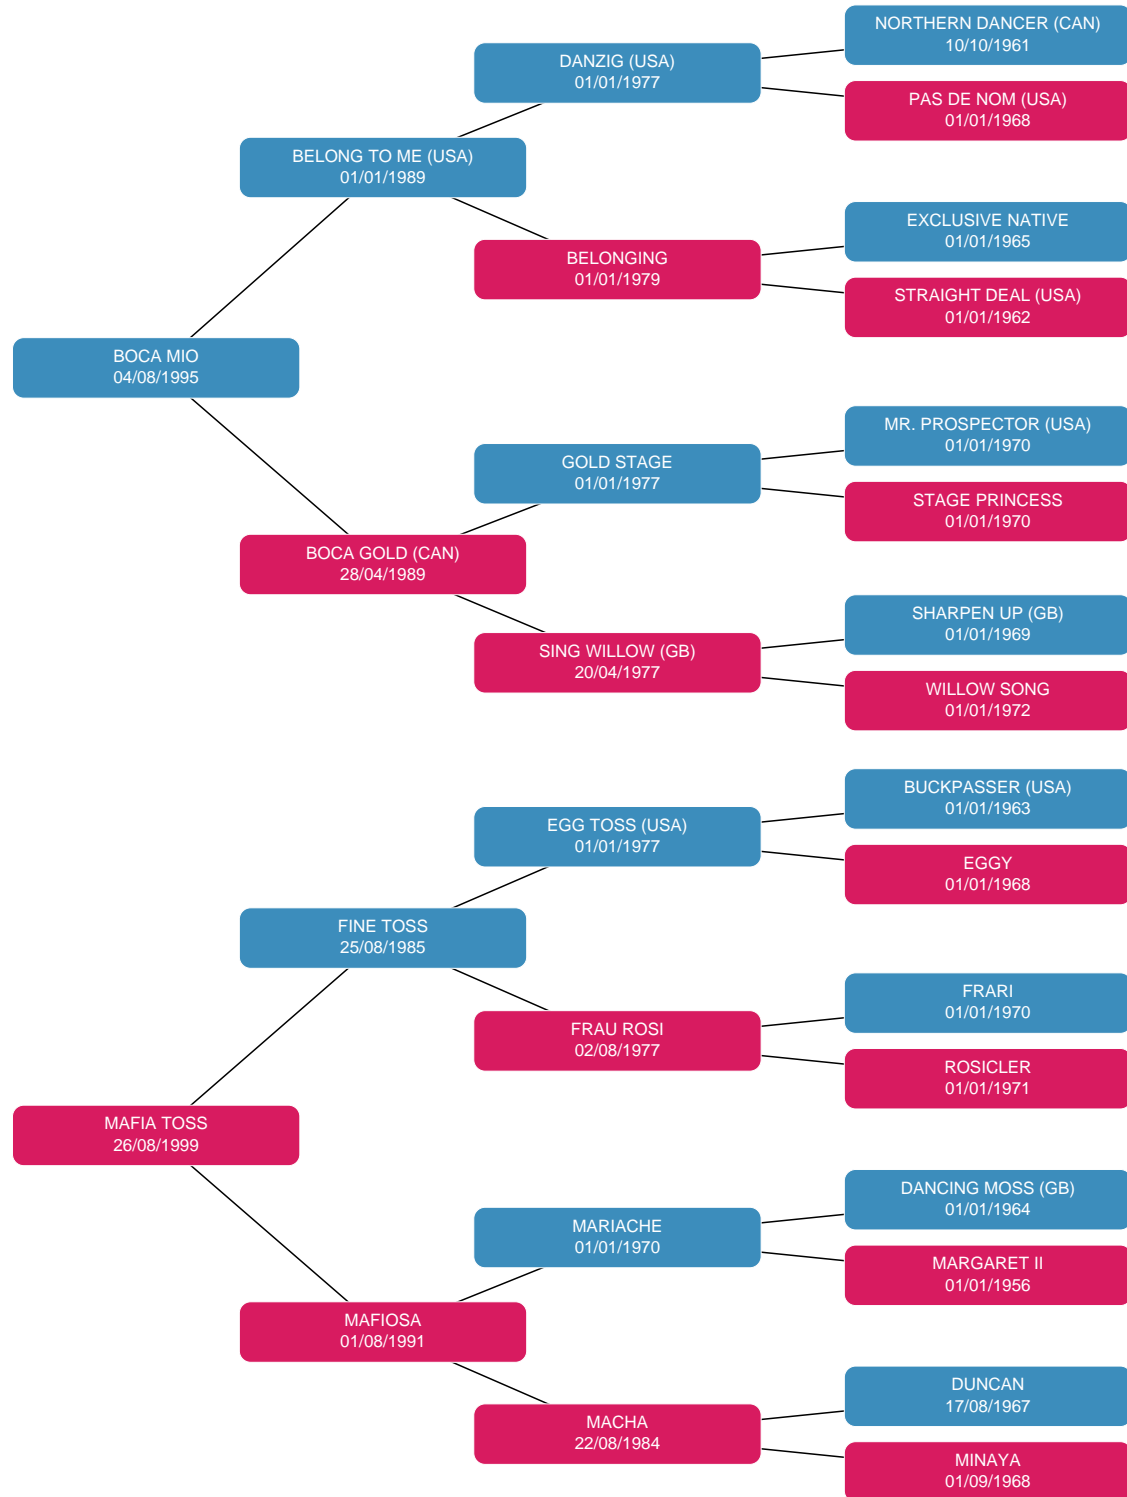 NORTHERN DANCER (CAN)
10/10/1961
DANZIG (USA)
01/01/1977
PAS DE NOM (USA)
01/01/1968
BELONG TO ME (USA)
01/01/1989
EXCLUSIVE NATIVE
01/01/1965
BELONGING
01/01/1979
STRAIGHT DEAL (USA)
01/01/1962
BOCA MIO
04/08/1995
MR. PROSPECTOR (USA)
01/01/1970
GOLD STAGE
01/01/1977
STAGE PRINCESS
01/01/1970
BOCA GOLD (CAN)
28/04/1989
SHARPEN UP (GB)
01/01/1969
SING WILLOW (GB)
20/04/1977
WILLOW SONG
01/01/1972
BUCKPASSER (USA)
01/01/1963
EGG TOSS (USA)
01/01/1977
EGGY
01/01/1968
FINE TOSS
25/08/1985
FRARI
01/01/1970
FRAU ROSI
02/08/1977
ROSICLER
01/01/1971
MAFIA TOSS
26/08/1999
DANCING MOSS (GB)
01/01/1964
MARIACHE
01/01/1970
MARGARET II
01/01/1956
MAFIOSA
01/08/1991
DUNCAN
17/08/1967
MACHA
22/08/1984
MINAYA
01/09/1968